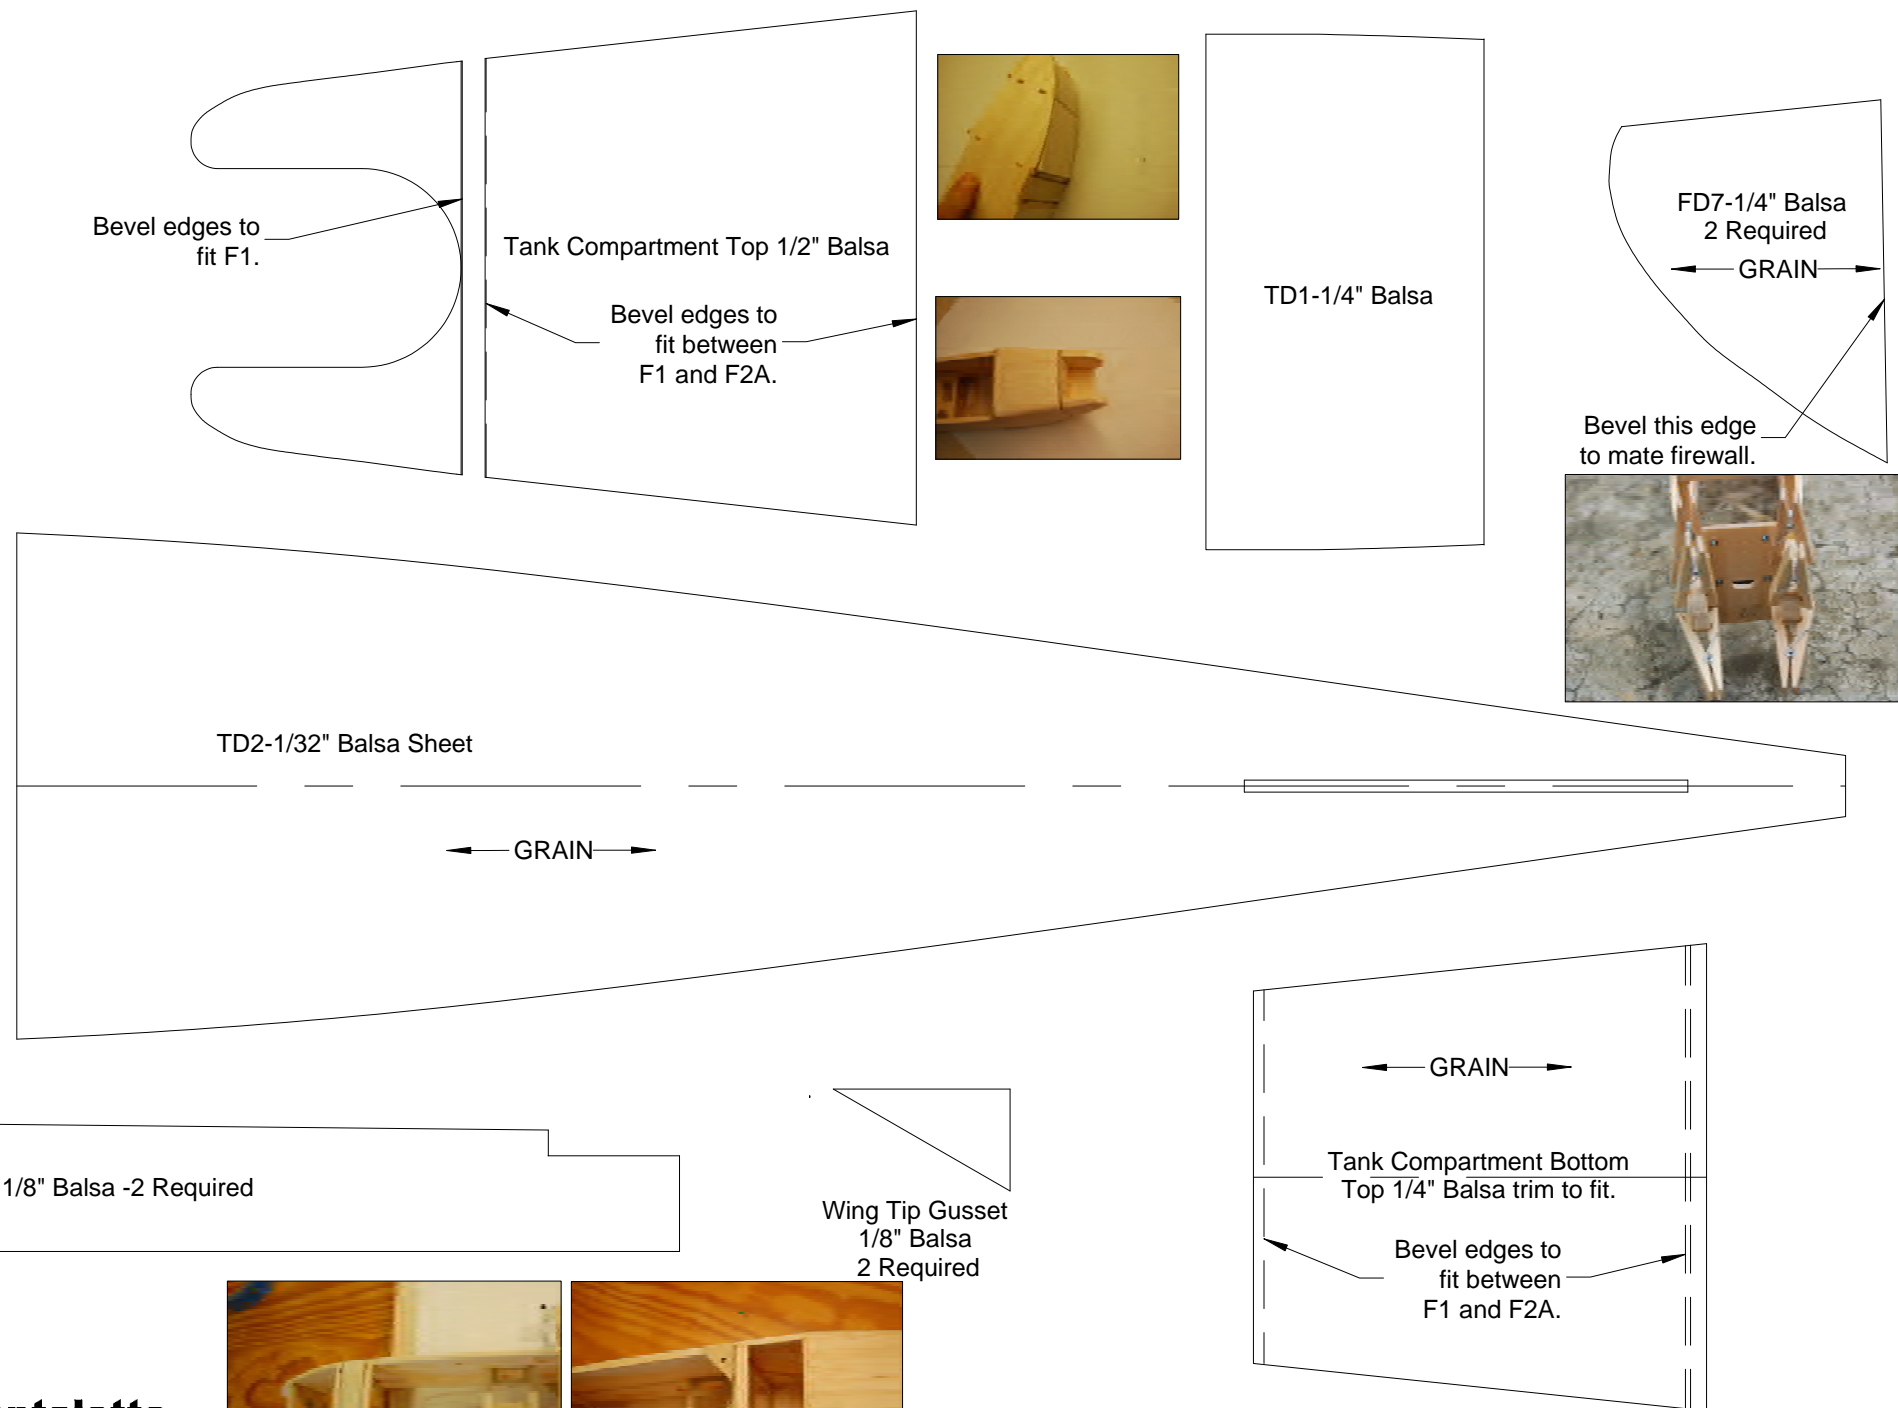 Bevel edges to
fit F1.
Tank Compartment Top 1/2" Balsa
Bevel edges to
fit between
F1 and F2A.
TD1-1/4" Balsa
FD7-1/4" Balsa
2 Required
GRAIN
Bevel this edge
to mate firewall.
TD2-1/32" Balsa Sheet
GRAIN
GRAIN
Tank Compartment Bottom
Top 1/4" Balsa trim to fit.
Bevel edges to
fit between
F1 and F2A.
1/8" Balsa -2 Required
Wing Tip Gusset
1/8" Balsa
2 Required